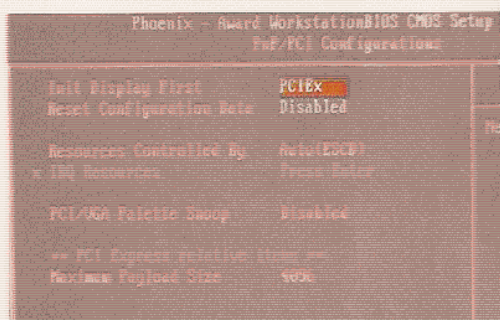 Phoenix - Award WorkstationBIOS CMOS Setup
PnP/PCI Configurations
Init Display First PCIEx
Reset Configuration Data Disabled
Resources Controlled By Auto(ESCD)
x IRQ Resources Press Enter
PCI/VGA Palette Snoop Disabled
** PCI Express relative items **
Maximum Payload Size 4096